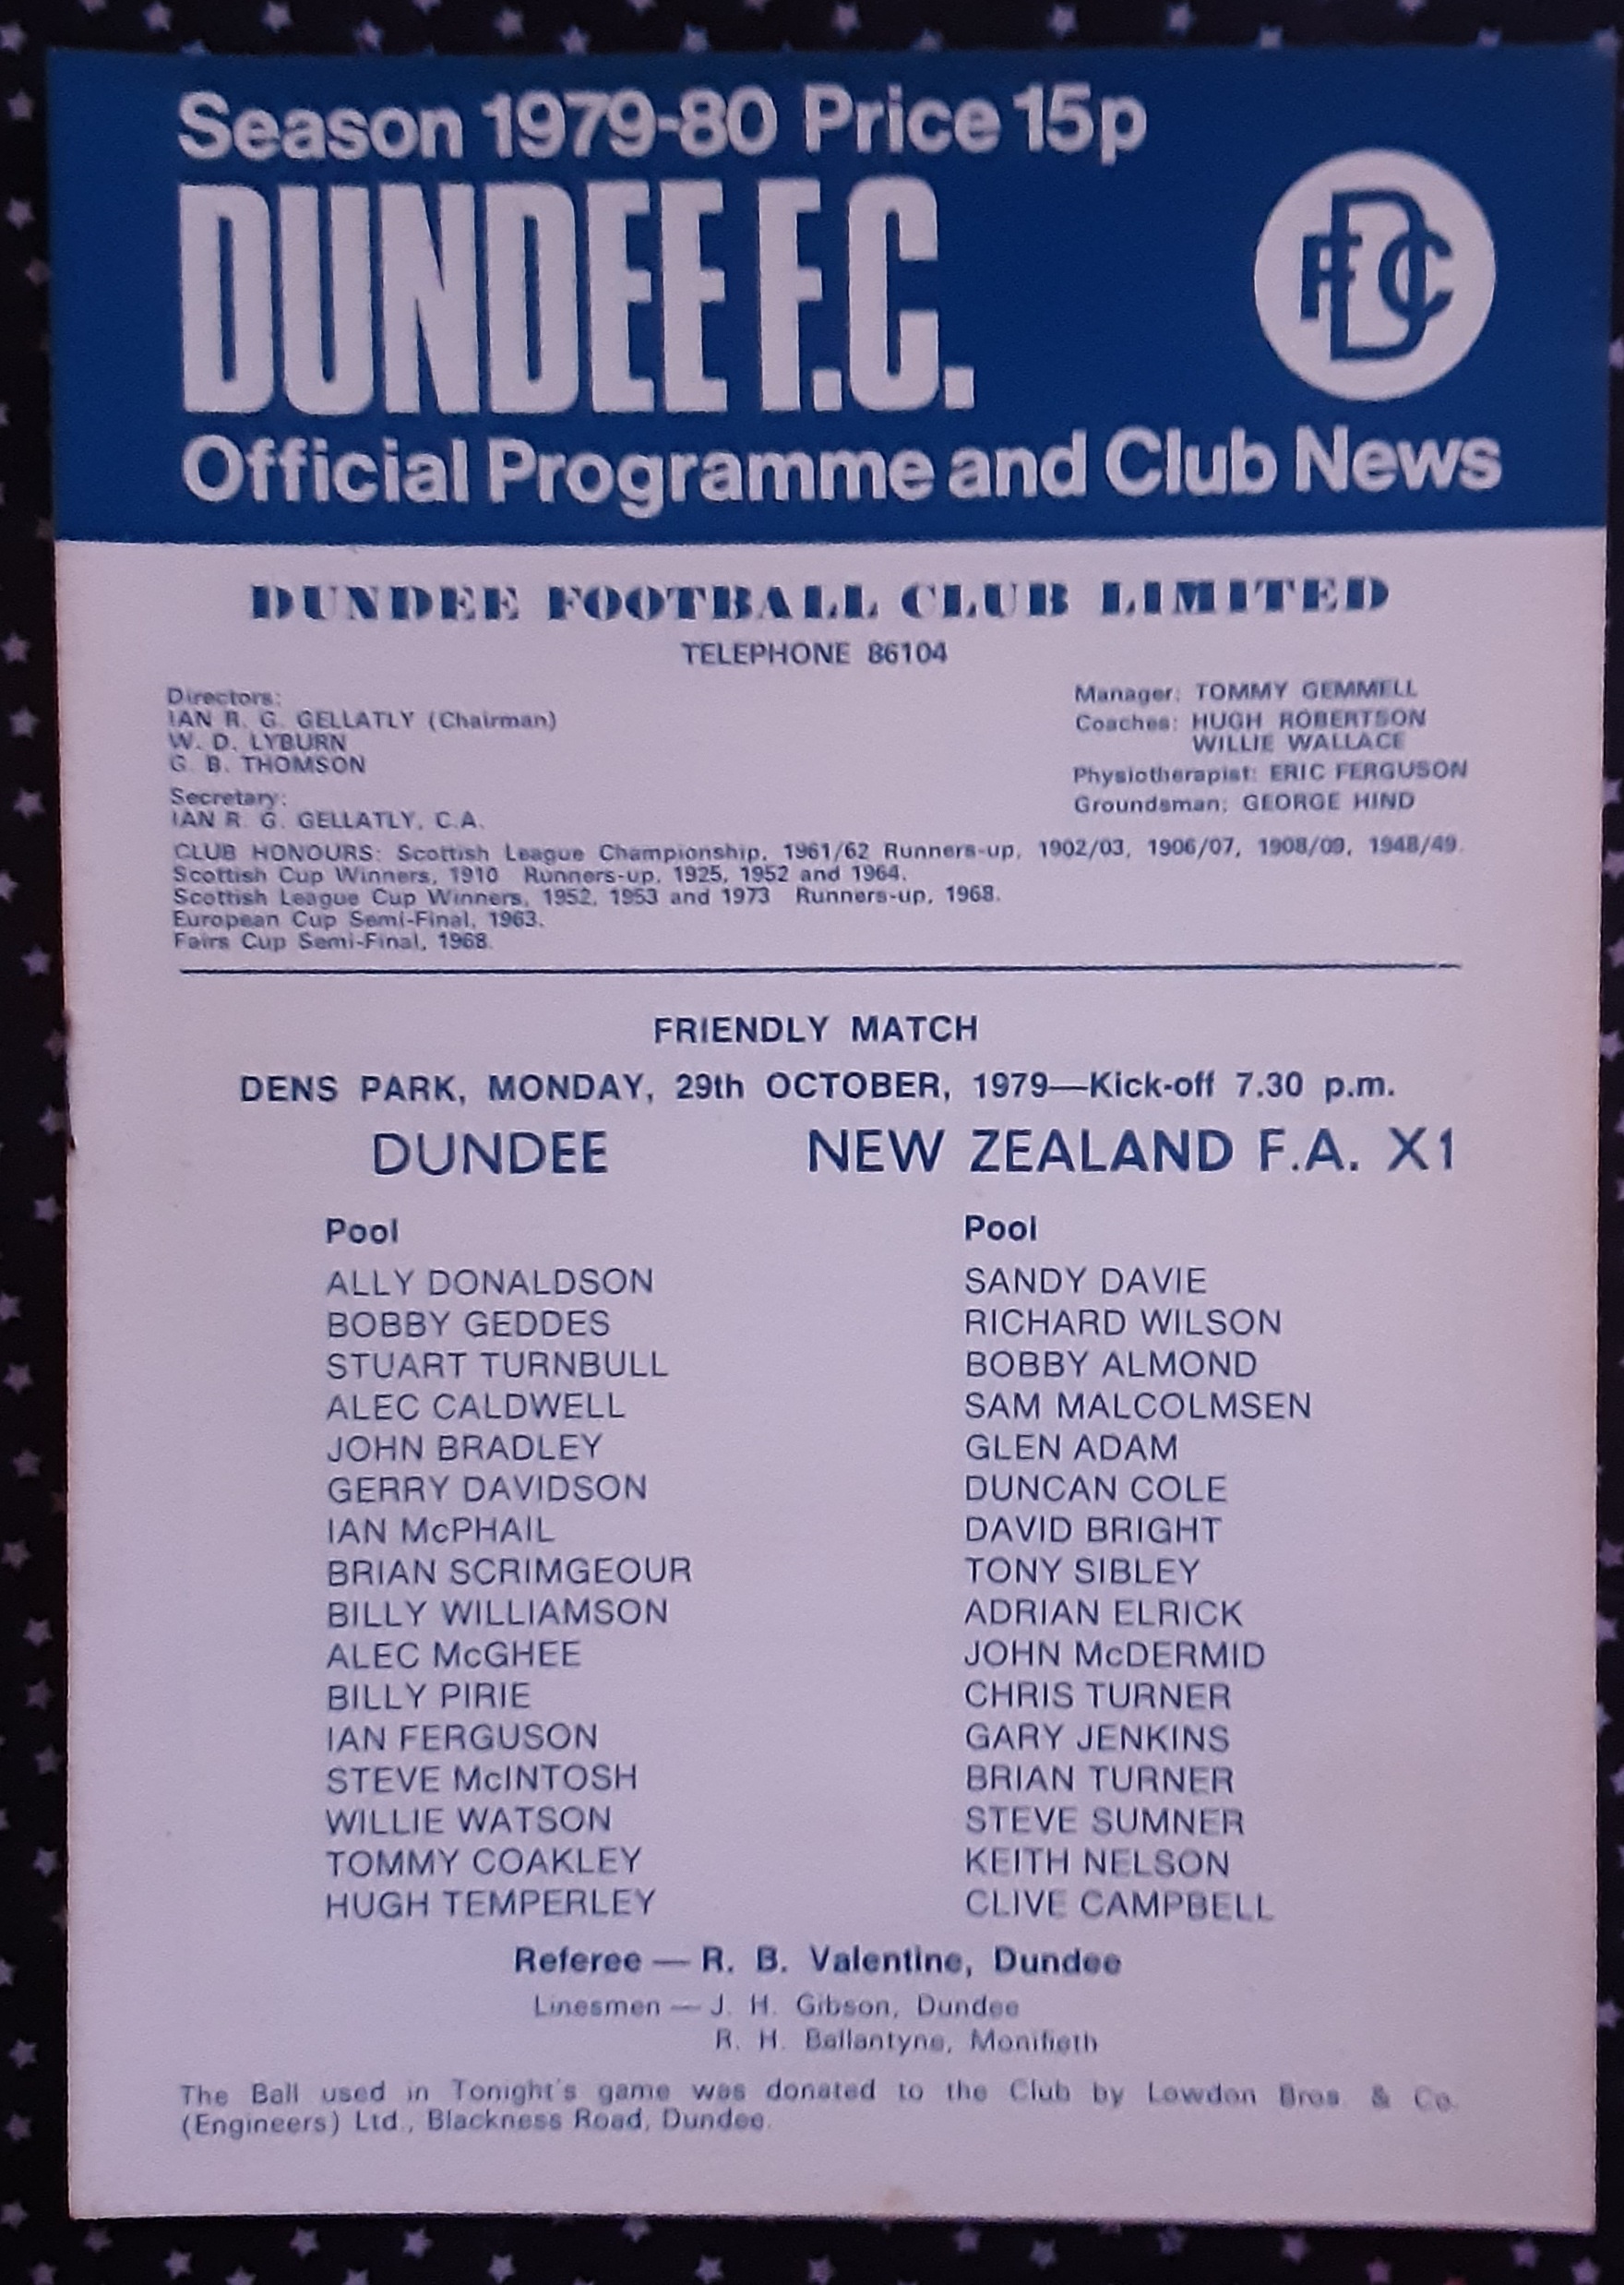 Season 1979-80 Price 15p
DUNDEE F.C.
DFC
Official Programme and Club News
DUNDEE FOOTBALL CLUB LIMITED
TELEPHONE 86104
Directors:
IAN R. G. GELLATLY (Chairman)
W. D. LYBURN
G. B. THOMSON
Secretary:
IAN R. G. GELLATLY, C.A.
Manager: TOMMY GEMMELL
Coaches: HUGH ROBERTSON
WILLIE WALLACE
Physiotherapist: ERIC FERGUSON
Groundsman: GEORGE HIND
CLUB HONOURS: Scottish League Championship, 1961/62 Runners-up, 1902/03, 1906/07, 1908/09, 1948/49.
Scottish Cup Winners, 1910 Runners-up, 1925, 1952 and 1964.
Scottish League Cup Winners, 1952, 1953 and 1973 Runners-up, 1968.
European Cup Semi-Final, 1963.
Fairs Cup Semi-Final, 1968.
FRIENDLY MATCH
DENS PARK, MONDAY, 29th OCTOBER, 1979—Kick-off 7.30 p.m.
DUNDEE NEW ZEALAND F.A. X1
Pool Pool
ALLY DONALDSON SANDY DAVIE
BOBBY GEDDES RICHARD WILSON
STUART TURNBULL BOBBY ALMOND
ALEC CALDWELL SAM MALCOLMSEN
JOHN BRADLEY GLEN ADAM
GERRY DAVIDSON DUNCAN COLE
IAN McPHAIL DAVID BRIGHT
BRIAN SCRIMGEOUR TONY SIBLEY
BILLY WILLIAMSON ADRIAN ELRICK
ALEC McGHEE JOHN McDERMID
BILLY PIRIE CHRIS TURNER
IAN FERGUSON GARY JENKINS
STEVE McINTOSH BRIAN TURNER
WILLIE WATSON STEVE SUMNER
TOMMY COAKLEY KEITH NELSON
HUGH TEMPERLEY CLIVE CAMPBELL
Referee — R. B. Valentine, Dundee
Linesmen — J. H. Gibson, Dundee
R. H. Ballantyne, Monifieth
The Ball used in Tonight's game was donated to the Club by Lowdon Bros. & Co.
(Engineers) Ltd., Blackness Road, Dundee.